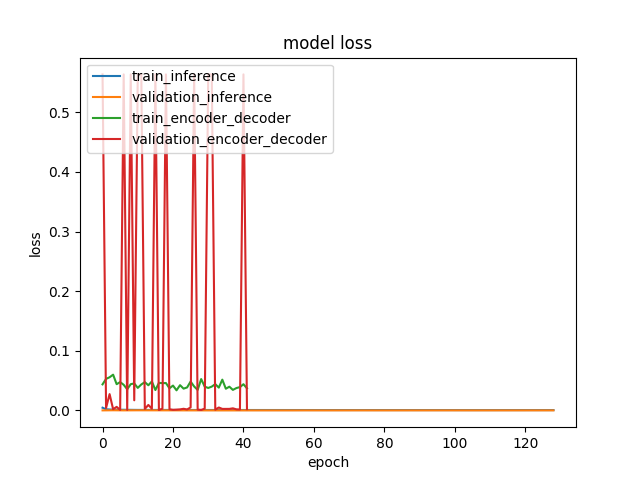 model loss
train_inference
validation_inference
train_encoder_decoder
validation_encoder_decoder
loss
0.5
0.4
0.3
0.2
0.1
0.0
0 20 40 60 80 100 120
epoch